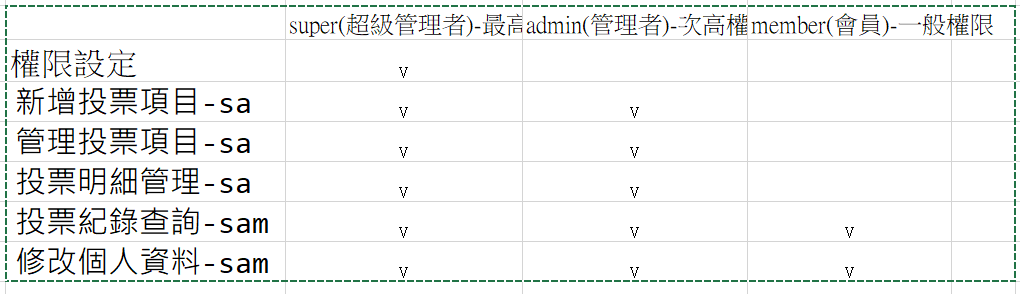 super(超級管理者)-最高 admin(管理者)-次高權 member(會員)-一般權限
權限設定 v
新增投票項目-sa v v
管理投票項目-sa v v
投票明細管理-sa v v
投票紀錄查詢-sam v v v
修改個人資料-sam v v v